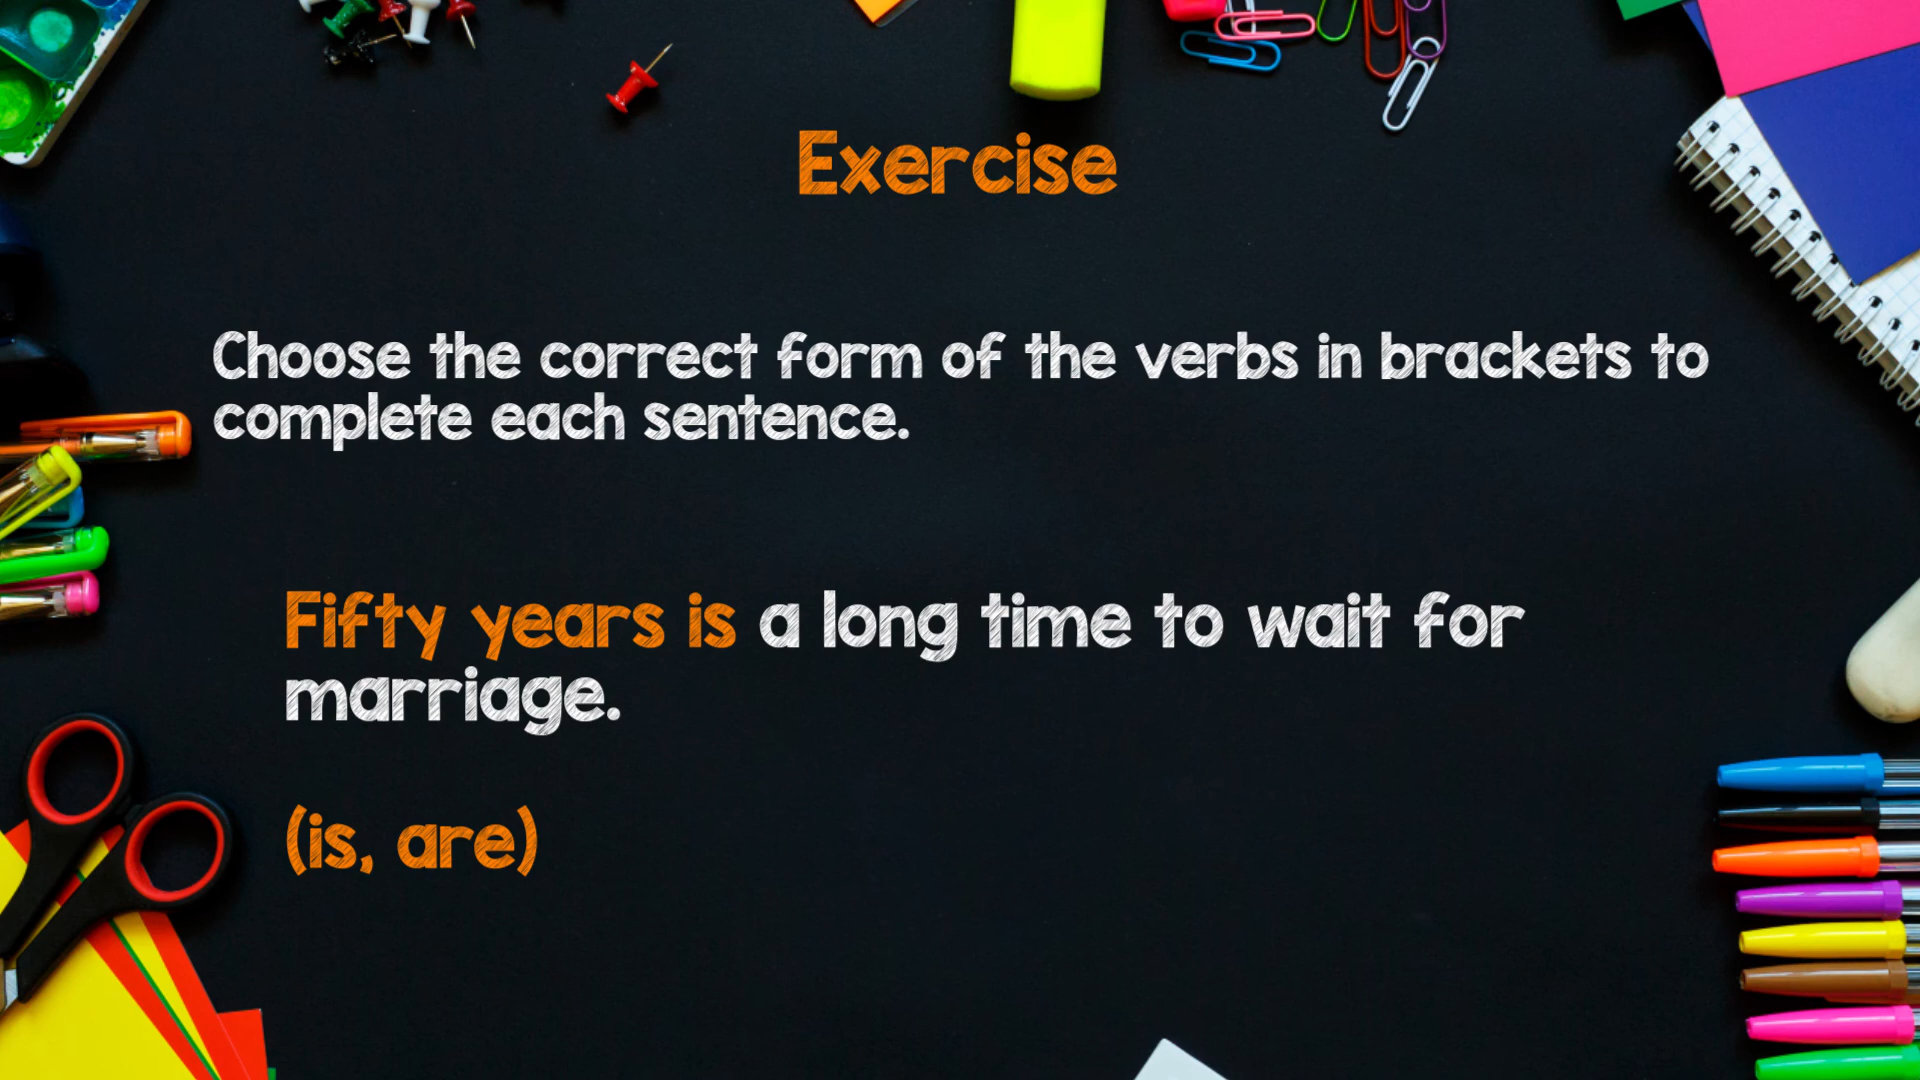 Exercise
Choose the correct form of the verbs in brackets to
complete each sentence.
Fifty years is a long time to wait for
marriage.
(is, are)